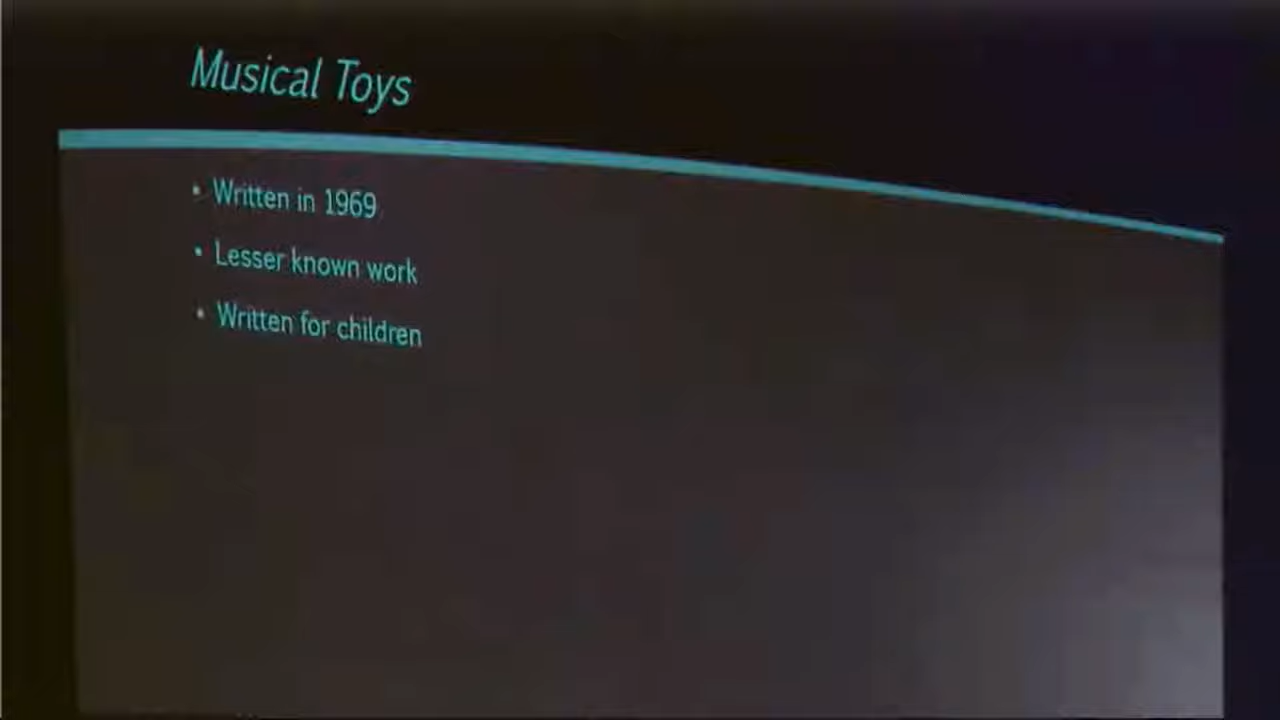 Musical Toys
• Written in 1969
• Lesser known work
• Written for children